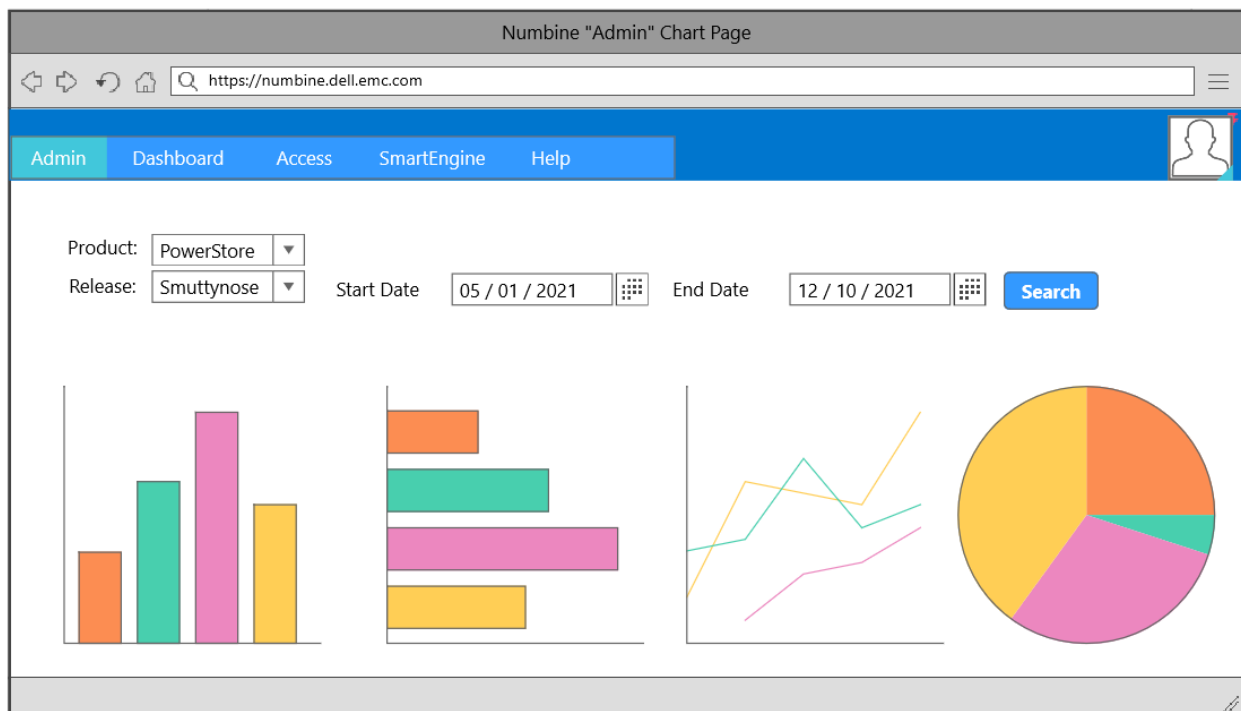 Numbine "Admin" Chart Page
https://numbine.dell.emc.com
Admin Dashboard Access SmartEngine Help
Product: PowerStore
Release: Smuttynose Start Date 05 / 01 / 2021 End Date 12 / 10 / 2021 Search